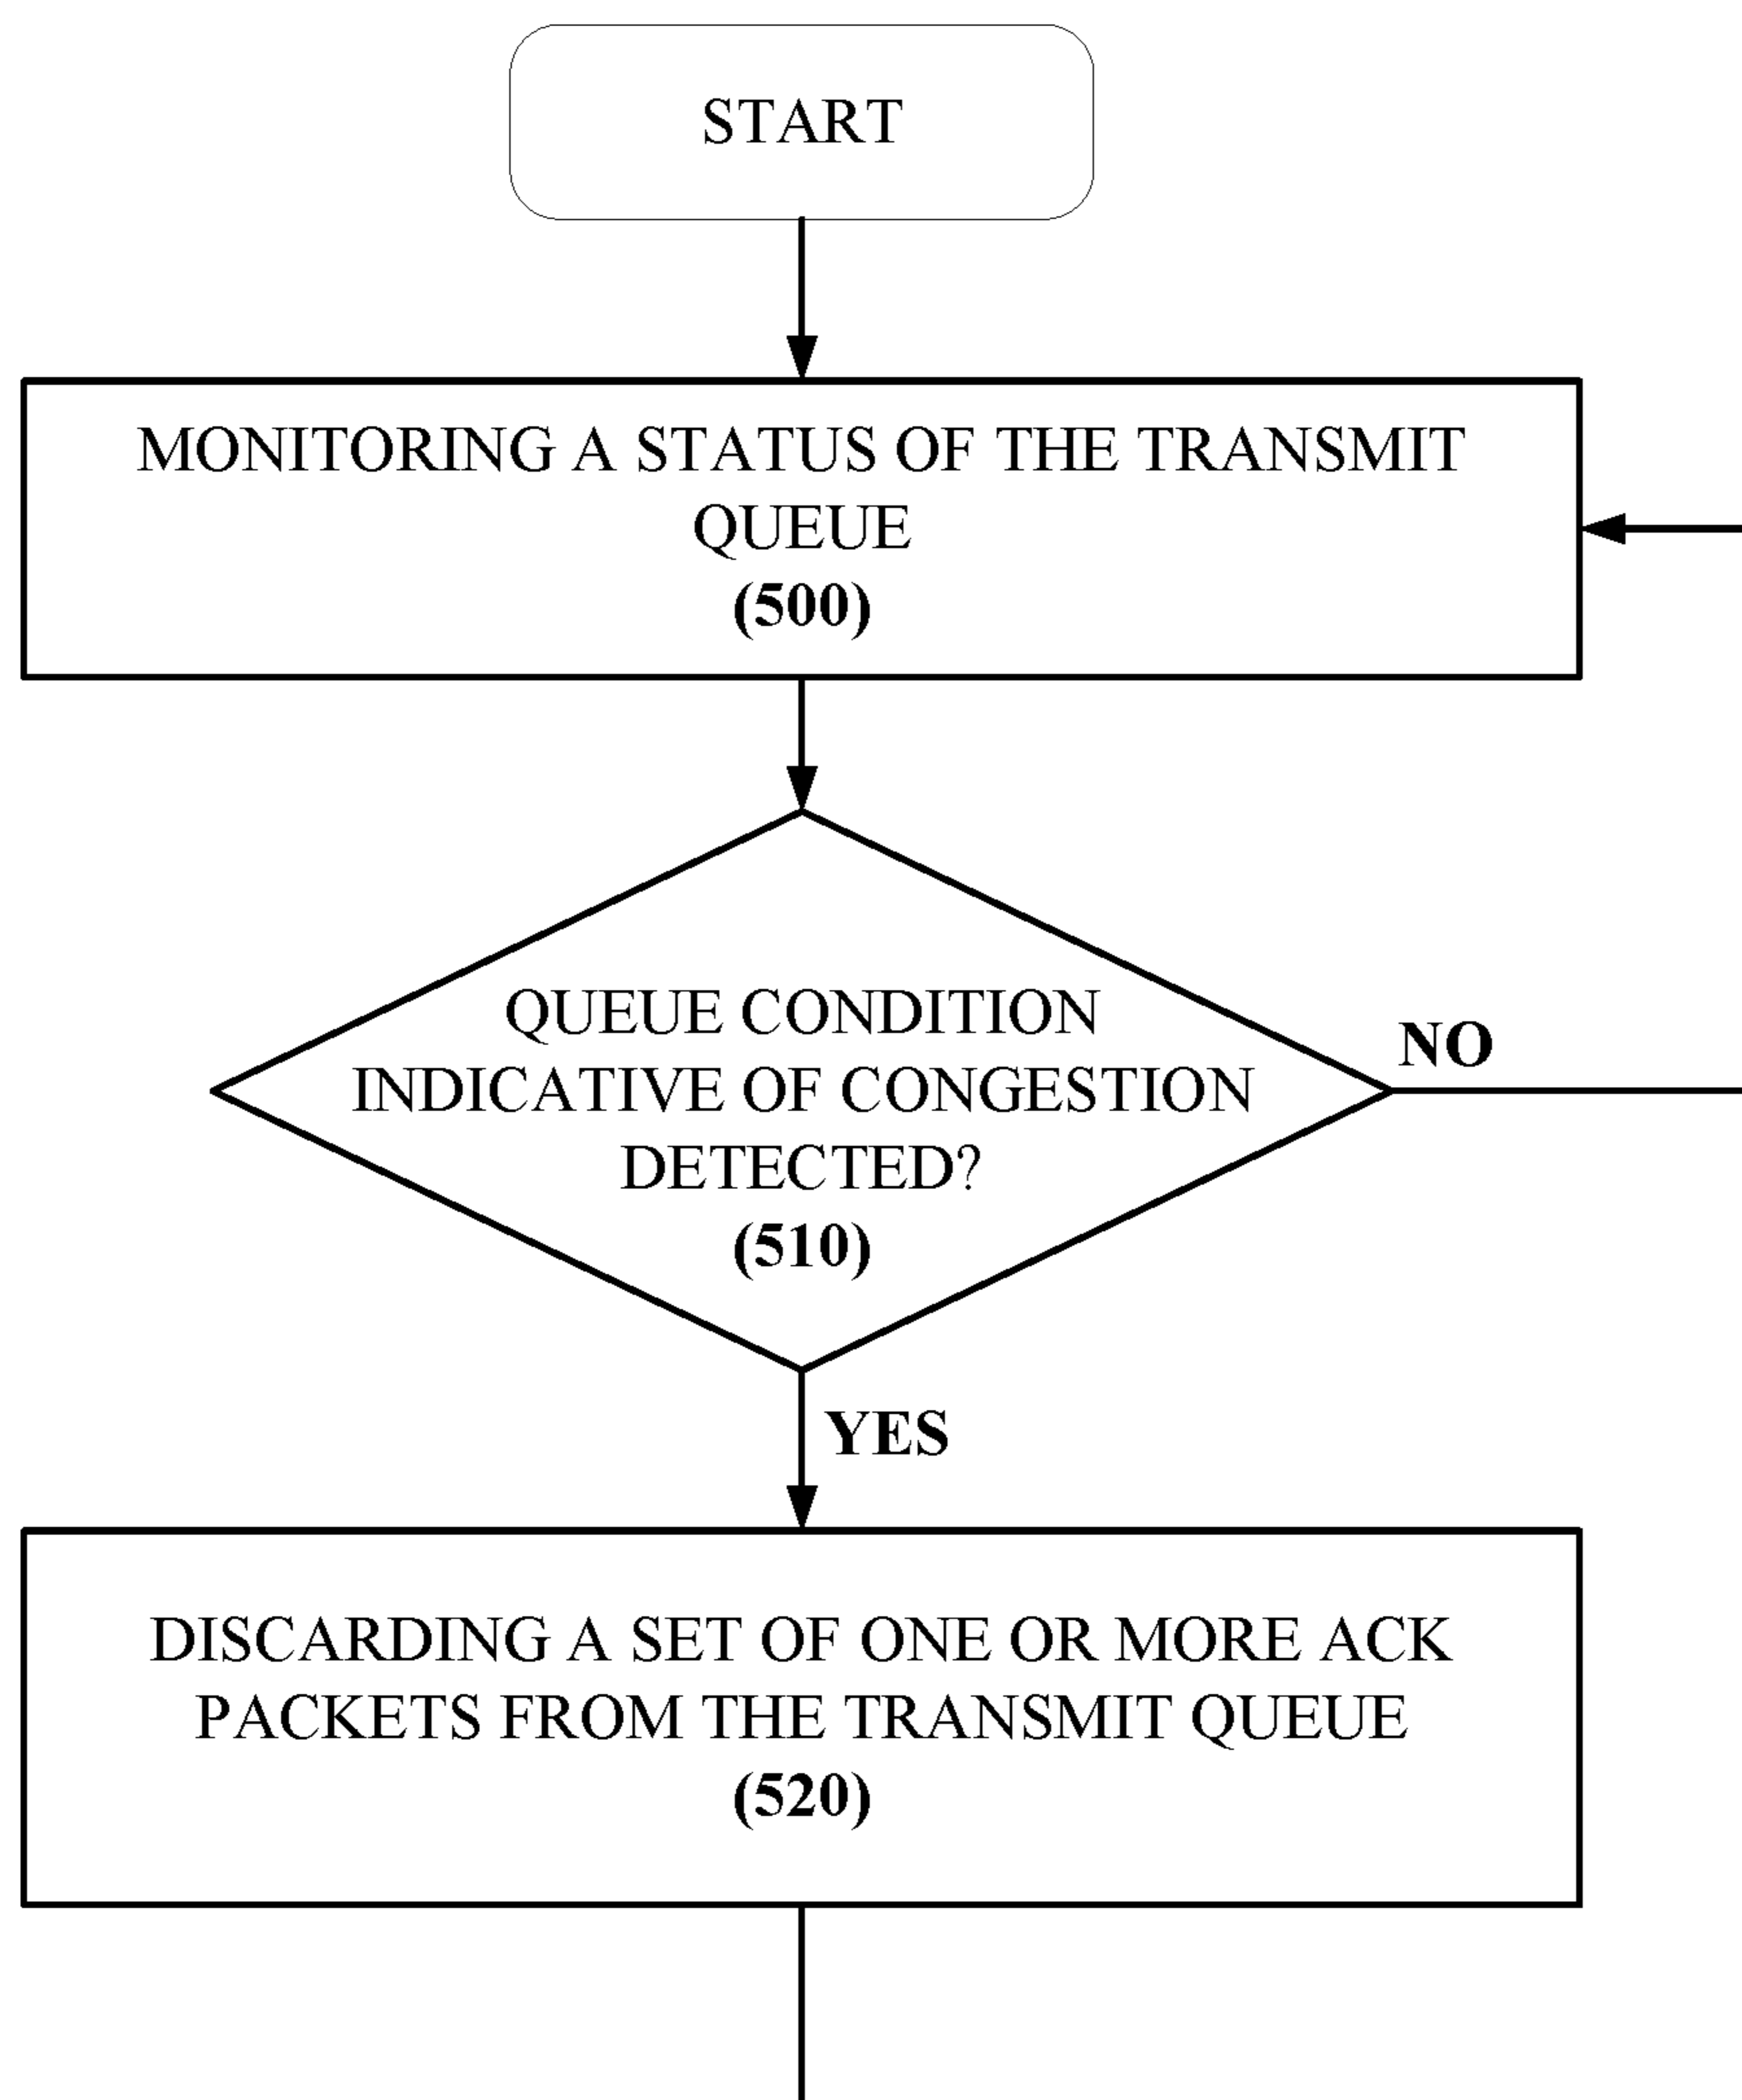 START
MONITORING A STATUS OF THE TRANSMIT
QUEUE
(500)
QUEUE CONDITION
INDICATIVE OF CONGESTION
DETECTED?
(510)
NO
YES
DISCARDING A SET OF ONE OR MORE ACK
PACKETS FROM THE TRANSMIT QUEUE
(520)